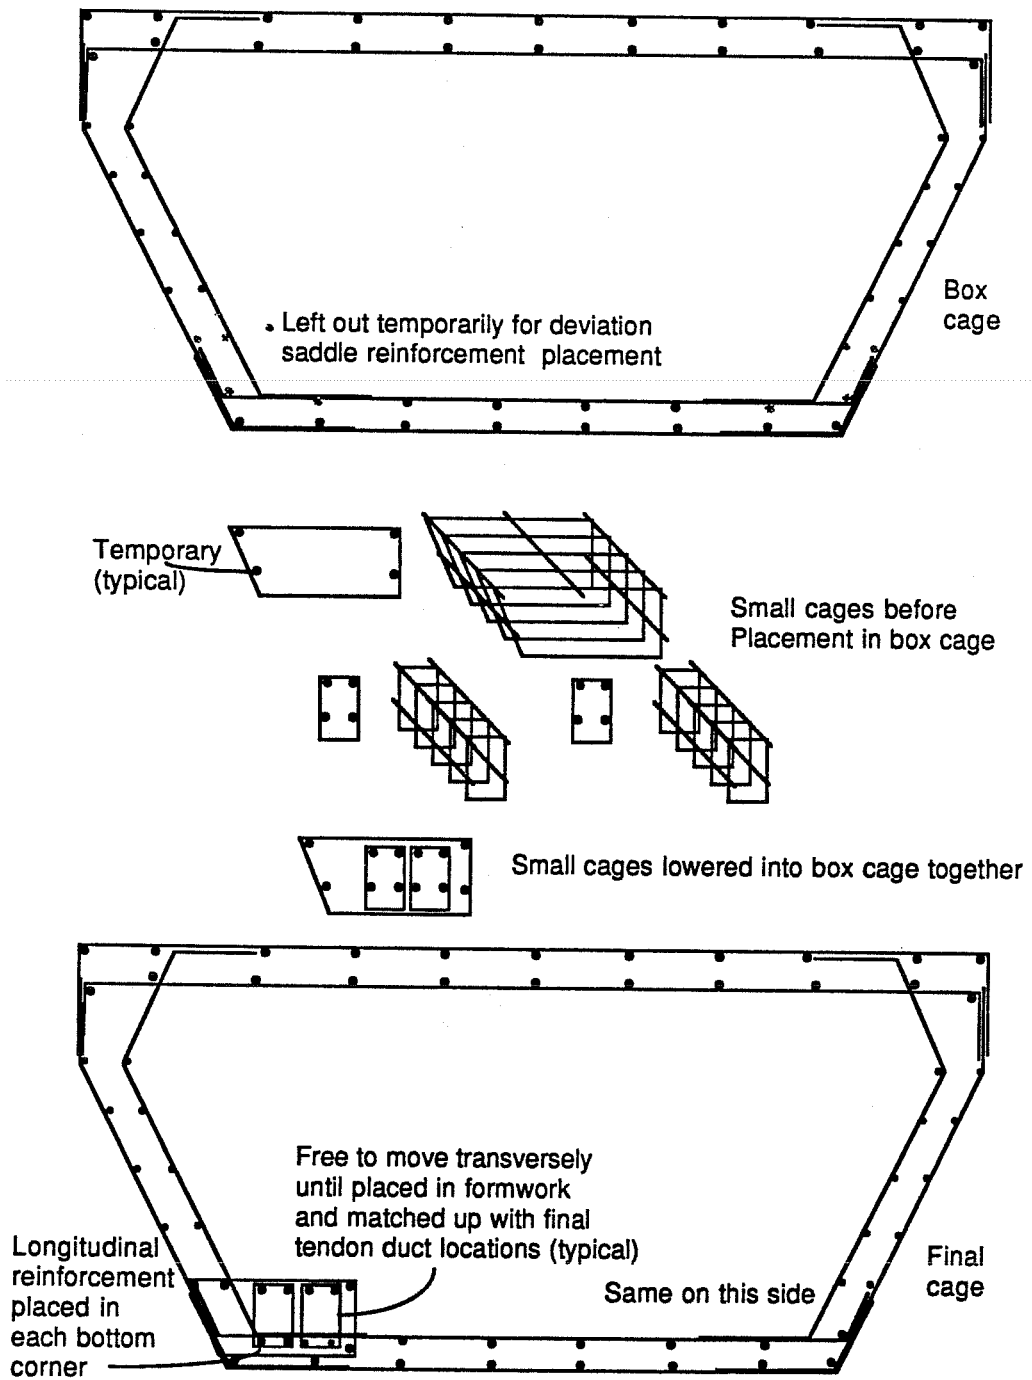 Box
cage
Left out temporarily for deviation
saddle reinforcement placement
Temporary
(typical)
Small cages before
Placement in box cage
Small cages lowered into box cage together
Free to move transversely
until placed in formwork
and matched up with final
tendon duct locations (typical)
Longitudinal
reinforcement
placed in
each bottom
corner
Same on this side
Final
cage